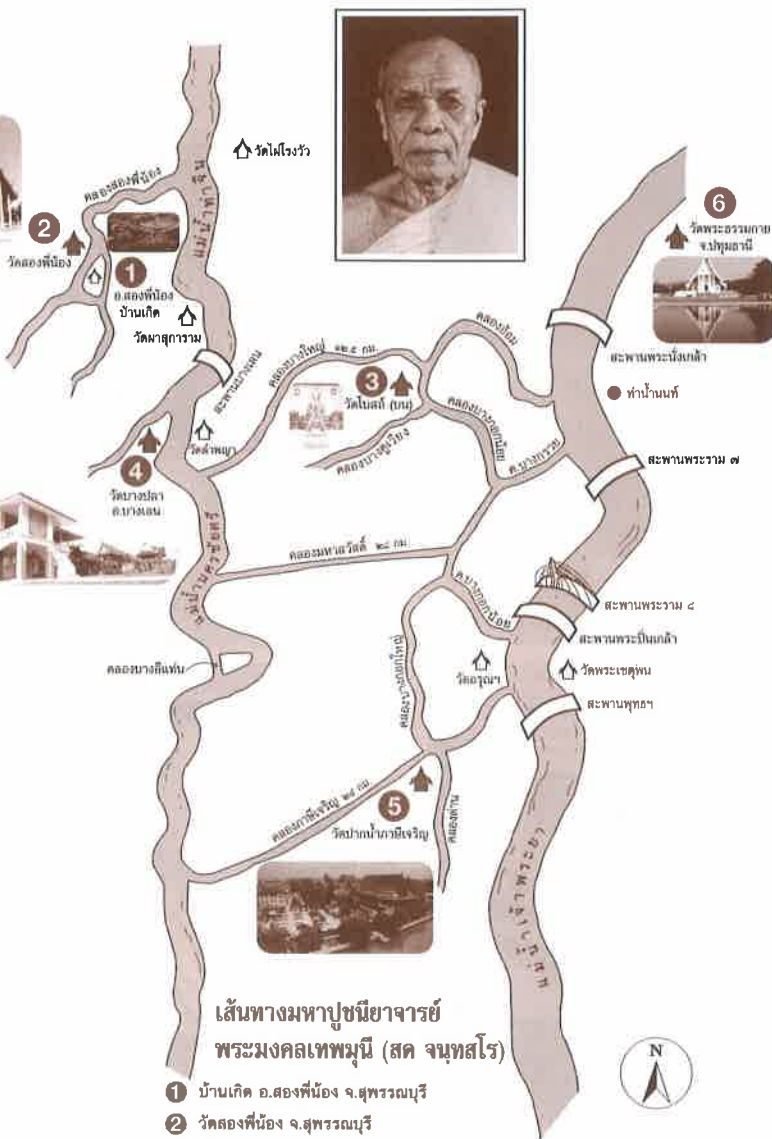 วัดไผ่โรงวัว
คลองสองพี่น้อง
แม่น้ำท่าจีน
2
วัดสองพี่น้อง
1
อ.สองพี่น้อง
บ้านเกิด
วัดผาสุการาม
6
วัดพระธรรมกาย
จ.ปทุมธานี
สะพานพระนั่งเกล้า
ท่าน้ำนนท์
สะพานบางเลน
คลองบางใหญ่ ๑๒.๕ กม.
คลองอ้อม
3
วัดโบสถ์ (บน)
คลองบางคูเวียง
คลองบางกอกน้อย
ค.บางกรวย
สะพานพระราม ๗
วัดลำพญา
4
วัดบางปลา
อ.บางเลน
แม่น้ำนครชัยศรี
คลองมหาสวัสดิ์ ๒๘ กม.
ค.บางกอกน้อย
สะพานพระราม ๘
สะพานพระปิ่นเกล้า
คลองบางกอกใหญ่
วัดอรุณฯ
วัดพระเชตุพน
คลองบางอีแท่น
สะพานพุทธฯ
คลองภาษีเจริญ ๒๘ กม.
5
วัดปากน้ำภาษีเจริญ
คลองด่าน
แม่น้ำเจ้าพระยา
เส้นทางมหาปูชนียาจารย์
พระมงคลเทพมุนี (สด จนฺทสโร)
1 บ้านเกิด อ.สองพี่น้อง จ.สุพรรณบุรี
2 วัดสองพี่น้อง จ.สุพรรณบุรี
N